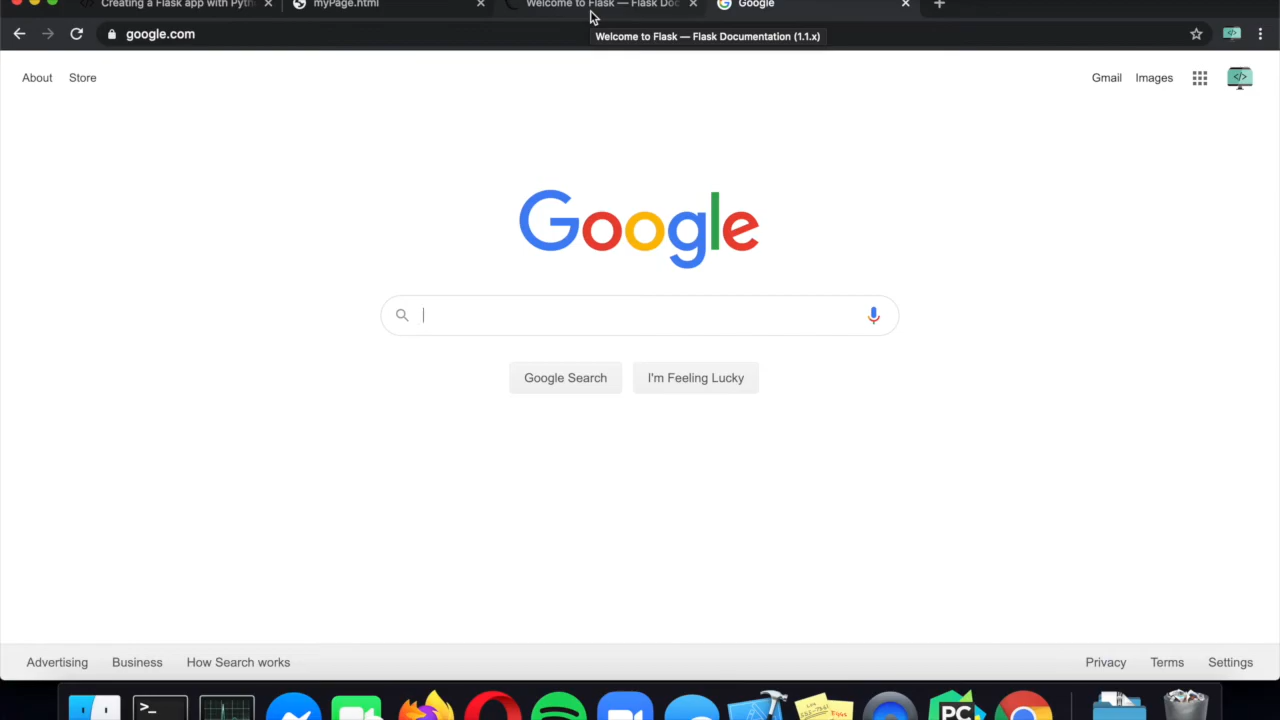 Creating a Flask app with Pyth
myPage.html
Welcome to Flask — Flask Doc
Google
google.com
Welcome to Flask — Flask Documentation (1.1.x)
About
Store
Gmail
Images
</>
Google
Google Search
I'm Feeling Lucky
Advertising
Business
How Search works
Privacy
Terms
Settings
>_
PC